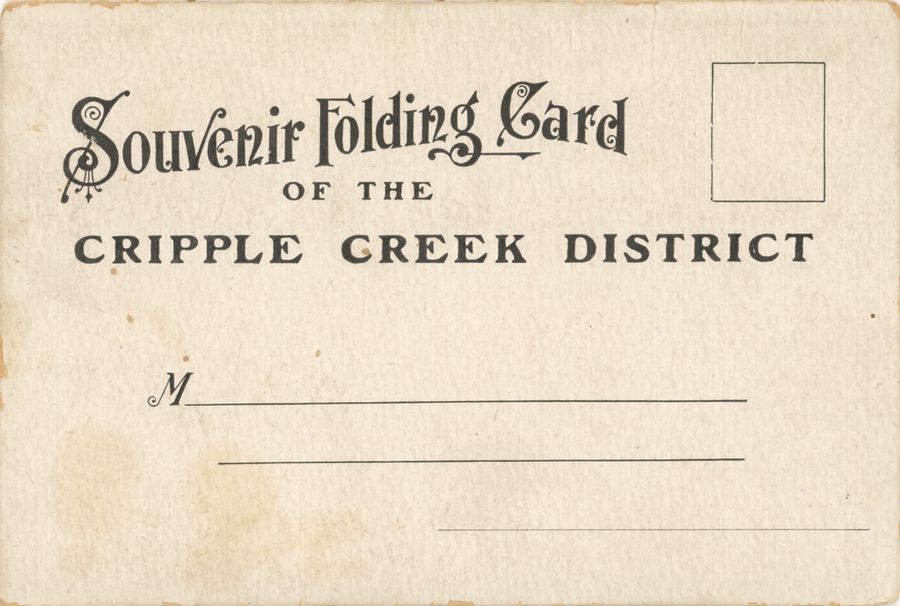 Souvenir Folding Card
OF THE
CRIPPLE CREEK DISTRICT
M